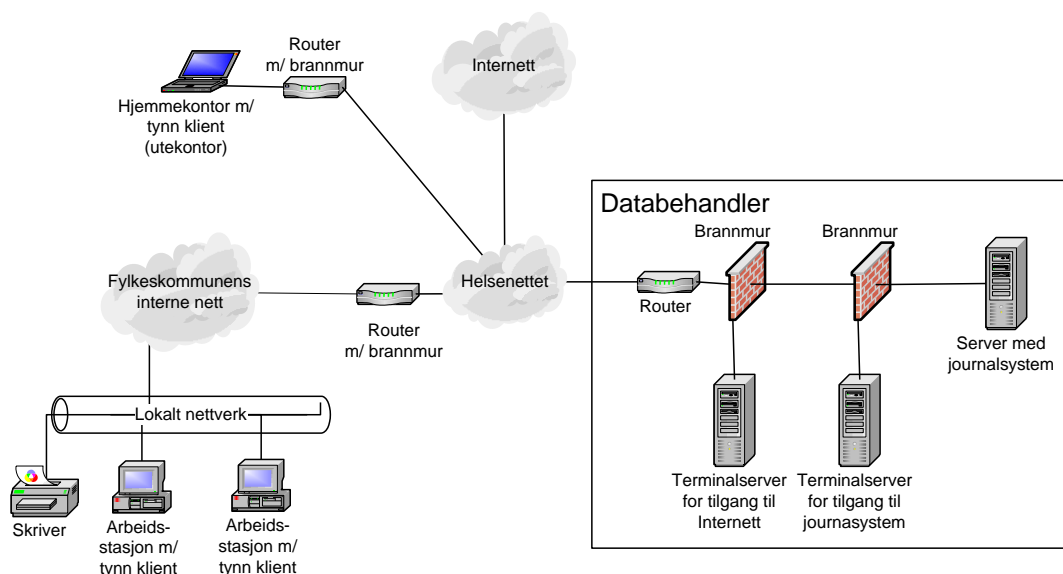 Router
m/ brannmur
Internett
Hjemmekontor m/
tynn klient
(utekontor)
Databehandler
Brannmur
Brannmur
Fylkeskommunens
interne nett
Helsenettet
Router
Router
m/ brannmur
Server med
journalsystem
Lokalt nettverk
Terminalserver
for tilgang til
Internett
Terminalserver
for tilgang til
journasystem
Skriver
Arbeids-
stasjon m/
tynn klient
Arbeids-
stasjon m/
tynn klient